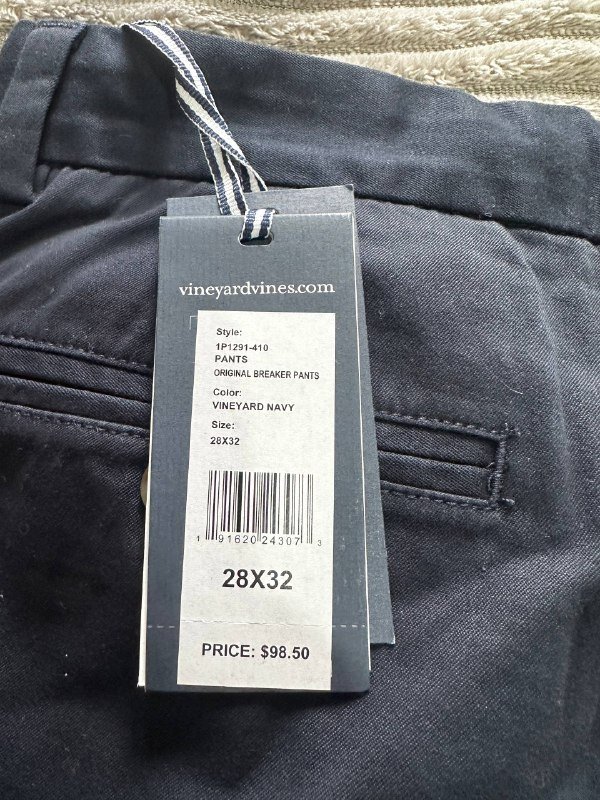 vineyardvines.com
Style:
1P1291-410
PANTS
ORIGINAL BREAKER PANTS
Color:
VINEYARD NAVY
Size:
28X32
1 91620 24307 3
28X32
PRICE: $98.50